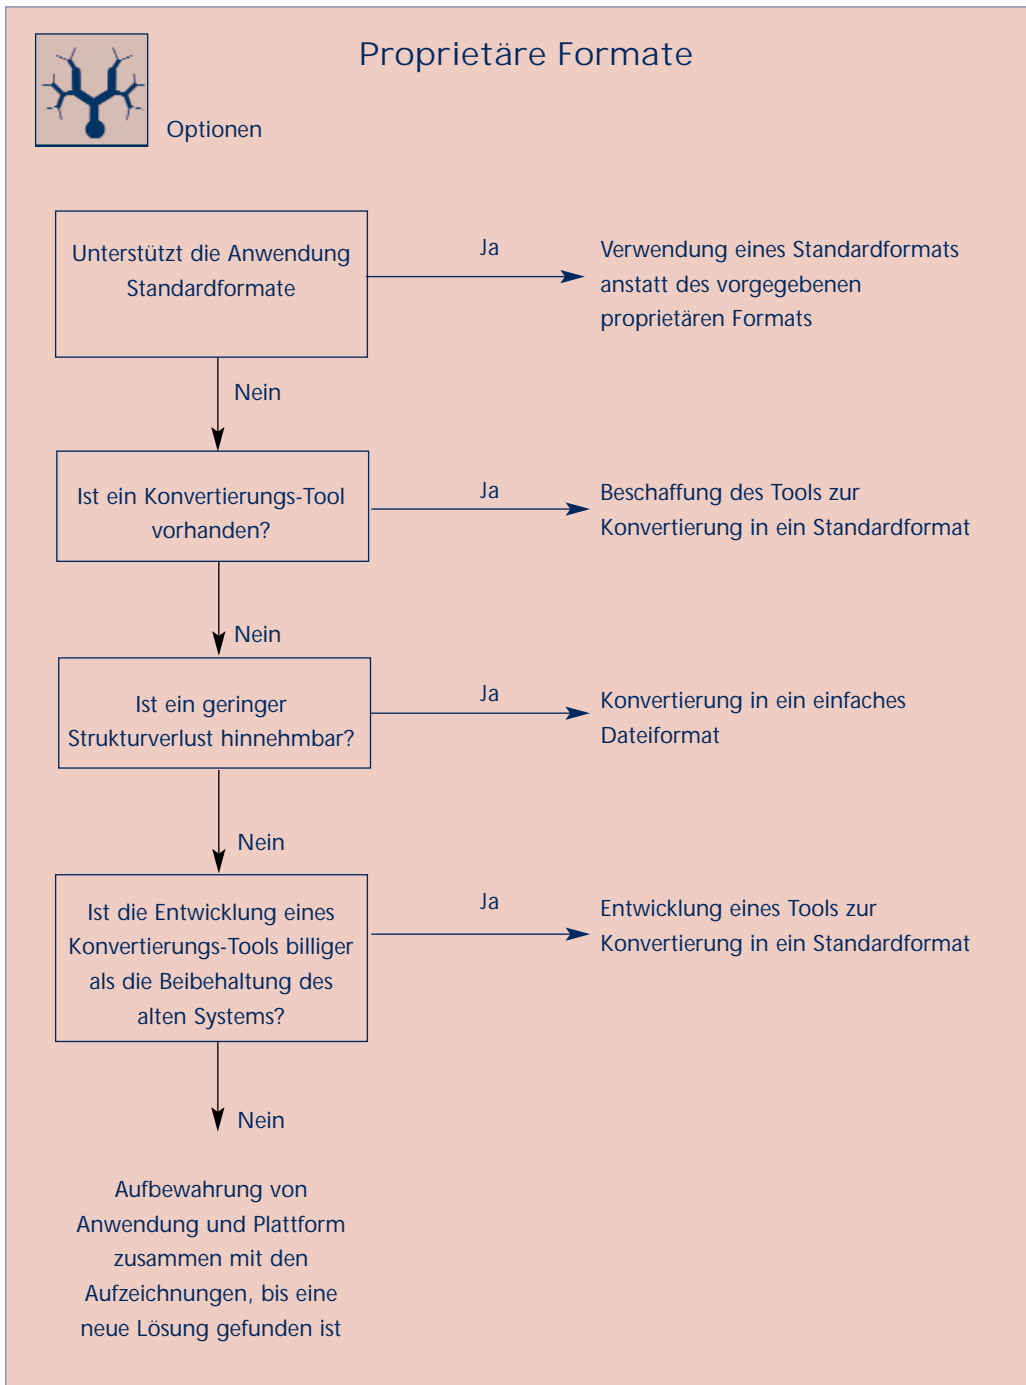 Proprietäre Formate
Optionen
Unterstützt die Anwendung
Standardformate
Ja
Verwendung eines Standardformats
anstatt des vorgegebenen
proprietären Formats
Nein
Ist ein Konvertierungs-Tool
vorhanden?
Ja
Beschaffung des Tools zur
Konvertierung in ein Standardformat
Nein
Ist ein geringer
Strukturverlust hinnehmbar?
Ja
Konvertierung in ein einfaches
Dateiformat
Nein
Ist die Entwicklung eines
Konvertierungs-Tools billiger
als die Beibehaltung des
alten Systems?
Ja
Entwicklung eines Tools zur
Konvertierung in ein Standardformat
Nein
Aufbewahrung von
Anwendung und Plattform
zusammen mit den
Aufzeichnungen, bis eine
neue Lösung gefunden ist